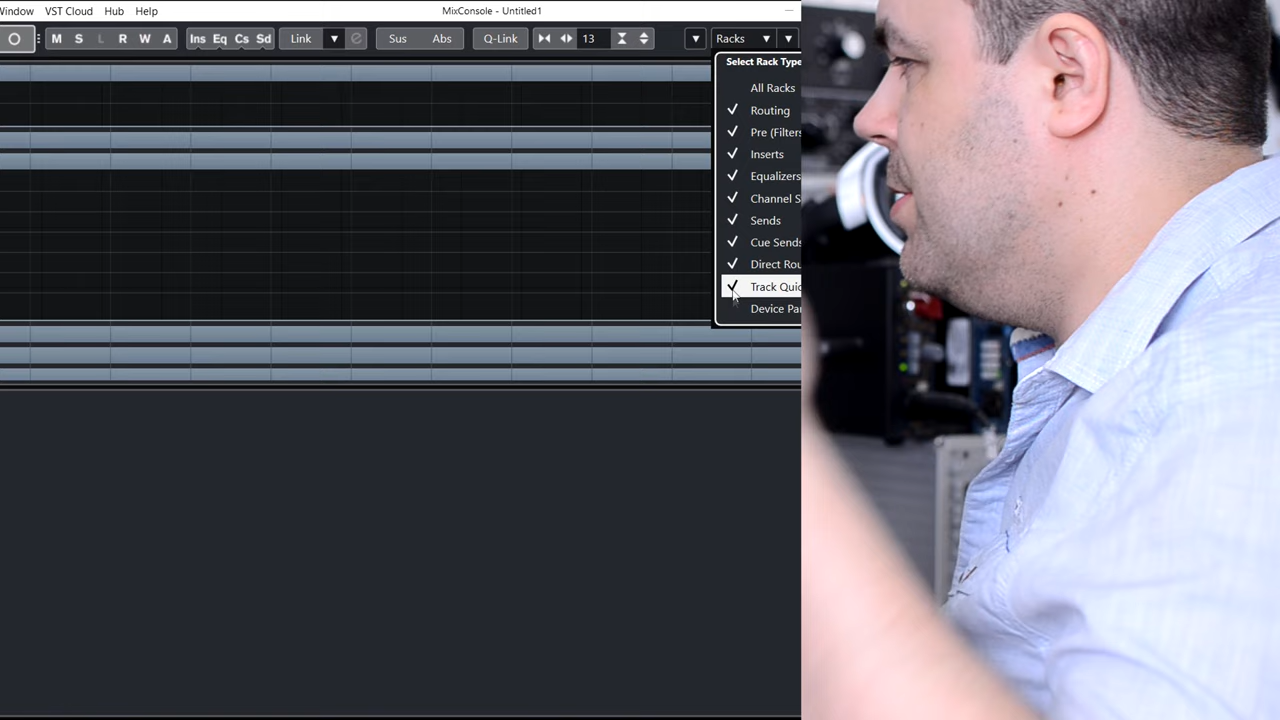 Window VST Cloud Hub Help MixConsole - Untitled1
M S L R W A Ins Eq Cs Sd Link Sus Abs Q-Link 13 Racks
Select Rack Type
All Racks
Routing
Pre (Filters
Inserts
Equalizers
Channel S
Sends
Cue Sends
Direct Rou
Track Quic
Device Pa